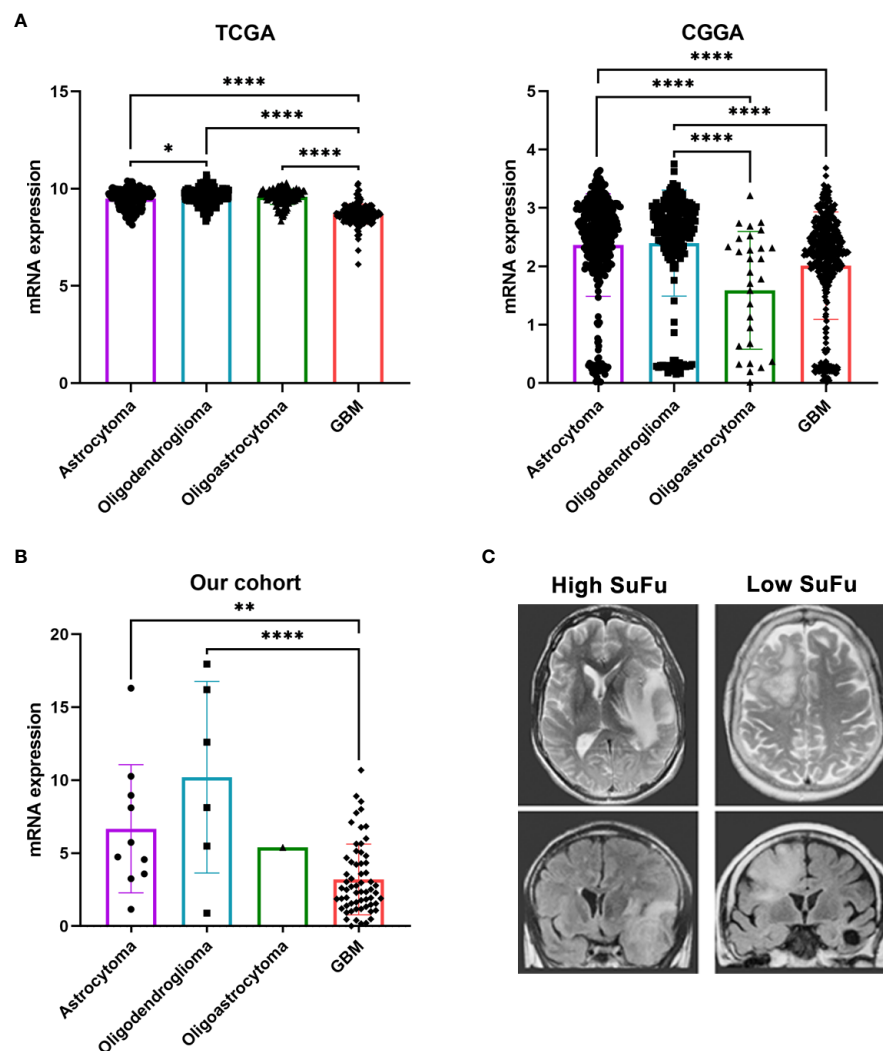 A
TCGA
mRNA expression
15
10
5
0
****
****
*
****
Astrocytoma
Oligodendroglioma
Oligoastrocytoma
GBM
CGGA
mRNA expression
5
4
3
2
1
0
****
****
****
****
Astrocytoma
Oligodendroglioma
Oligoastrocytoma
GBM
B
Our cohort
mRNA expression
20
15
10
5
0
**
****
Astrocytoma
Oligodendroglioma
Oligoastrocytoma
GBM
C
High SuFu
Low SuFu